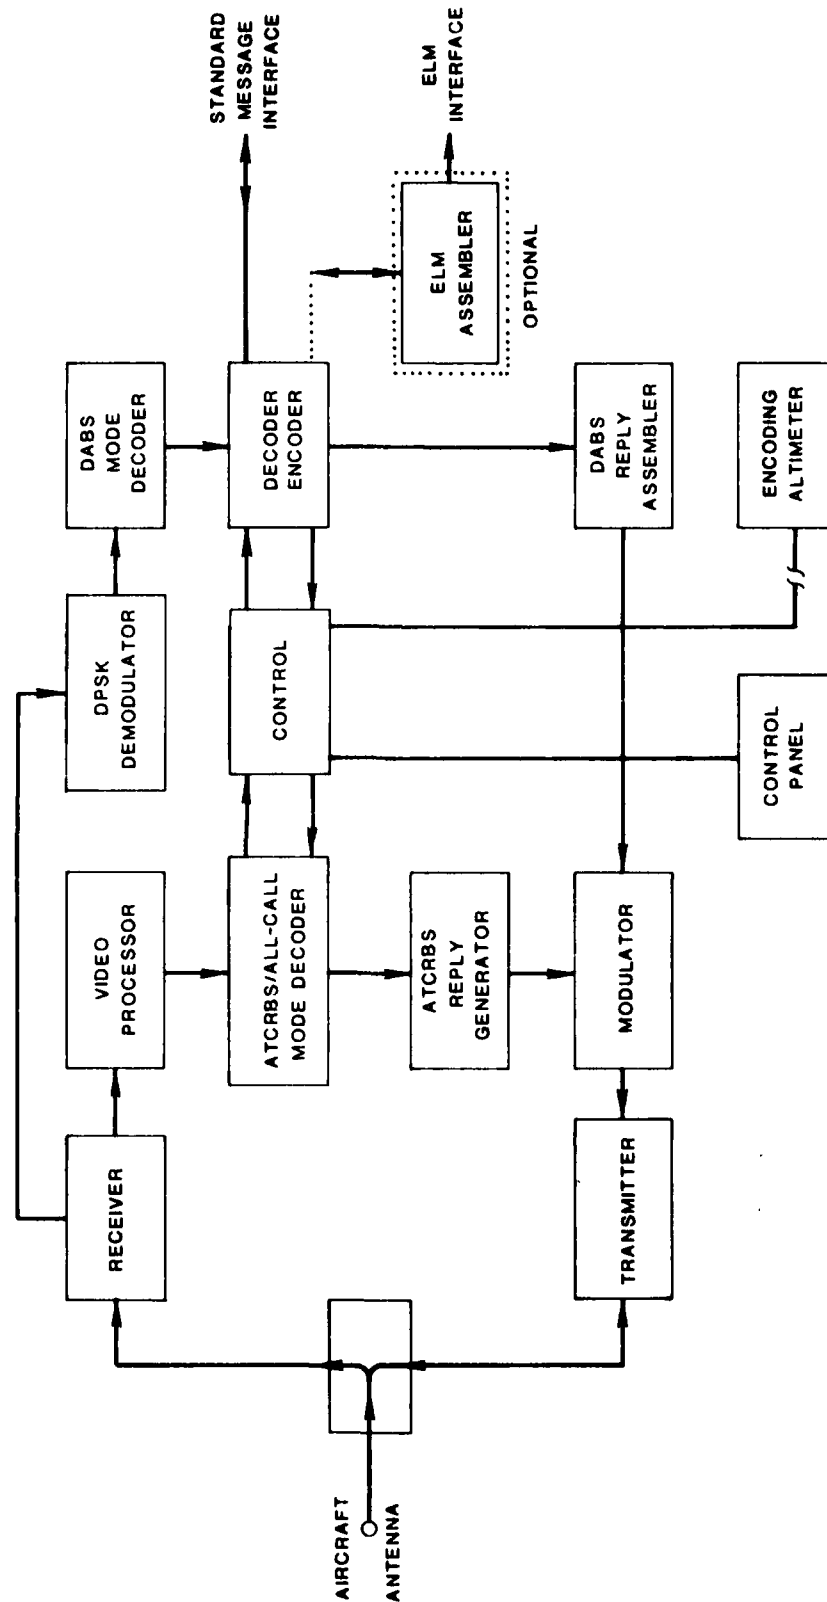 AIRCRAFT
ANTENNA
RECEIVER
VIDEO
PROCESSOR
DPSK
DEMODULATOR
DABS
MODE
DECODER
ATCRBS/ALL-CALL
MODE DECODER
CONTROL
DECODER
ENCODER
STANDARD
MESSAGE
INTERFACE
ATCRBS
REPLY
GENERATOR
ELM
ASSEMBLER
OPTIONAL
ELM
INTERFACE
TRANSMITTER
MODULATOR
DABS
REPLY
ASSEMBLER
CONTROL
PANEL
ENCODING
ALTIMETER